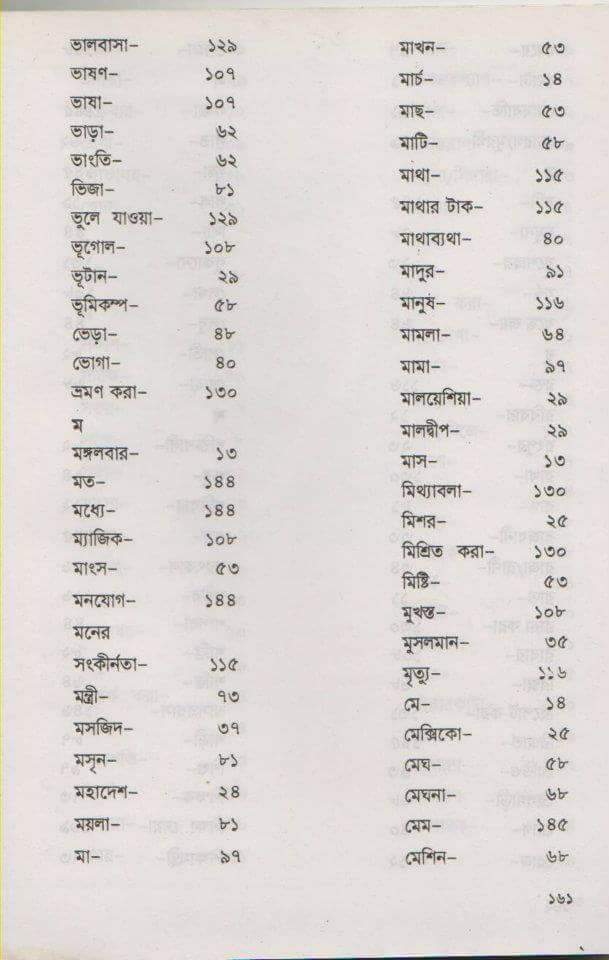 ভালবাসা– ১২৯
ভাষণ– ১০৭
ভাষা– ১০৭
ভাড়া– ৬২
ভাংতি– ৬২
ভিজা– ৮১
ভুলে যাওয়া– ১২৯
ভূগোল– ১০৮
ভূটান– ২৯
ভূমিকম্প– ৫৮
ভেড়া– ৪৮
ভোগা– ৪০
ভ্রমণ করা– ১৩০
ম
মঙ্গলবার– ১৩
মত– ১৪৪
মধ্যে– ১৪৪
ম্যাজিক– ১০৮
মাংস– ৫৩
মনযোগ– ১৪৪
মনের
সংকীর্নতা– ১১৫
মন্ত্রী– ৭৩
মসজিদ– ৩৭
মসৃন– ৮১
মহাদেশ– ২৪
ময়লা– ৮১
মা– ৯৭
মাখন– ৫৩
মার্চ– ১৪
মাছ– ৫৩
মাটি– ৫৮
মাথা– ১১৫
মাথার টাক– ১১৫
মাথাব্যথা– ৪০
মাদুর– ৯১
মানুষ– ১১৬
মামলা– ৬৪
মামা– ৯৭
মালয়েশিয়া– ২৯
মালদ্বীপ– ২৯
মাস– ১৩
মিথ্যাবলা– ১৩০
মিশর– ২৫
মিশ্রিত করা– ১৩০
মিষ্টি– ৫৩
মুখস্ত– ১০৮
মুসলমান– ৩৫
মৃত্যু– ১১৬
মে– ১৪
মেক্সিকো– ২৫
মেঘ– ৫৮
মেঘনা– ৬৮
মেম– ১৪৫
মেশিন– ৬৮
১৬১